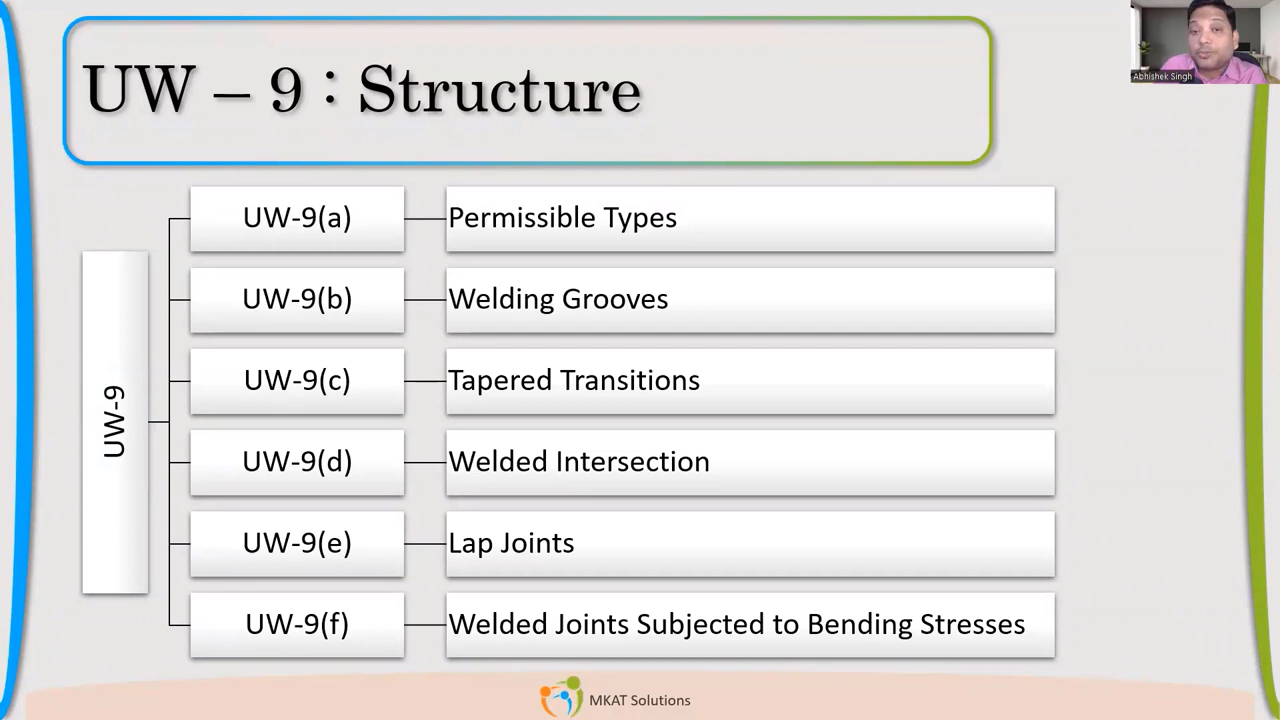 UW – 9 : Structure
Abhishek Singh
UW-9
UW-9(a)
Permissible Types
UW-9(b)
Welding Grooves
UW-9(c)
Tapered Transitions
UW-9(d)
Welded Intersection
UW-9(e)
Lap Joints
UW-9(f)
Welded Joints Subjected to Bending Stresses
MKAT Solutions